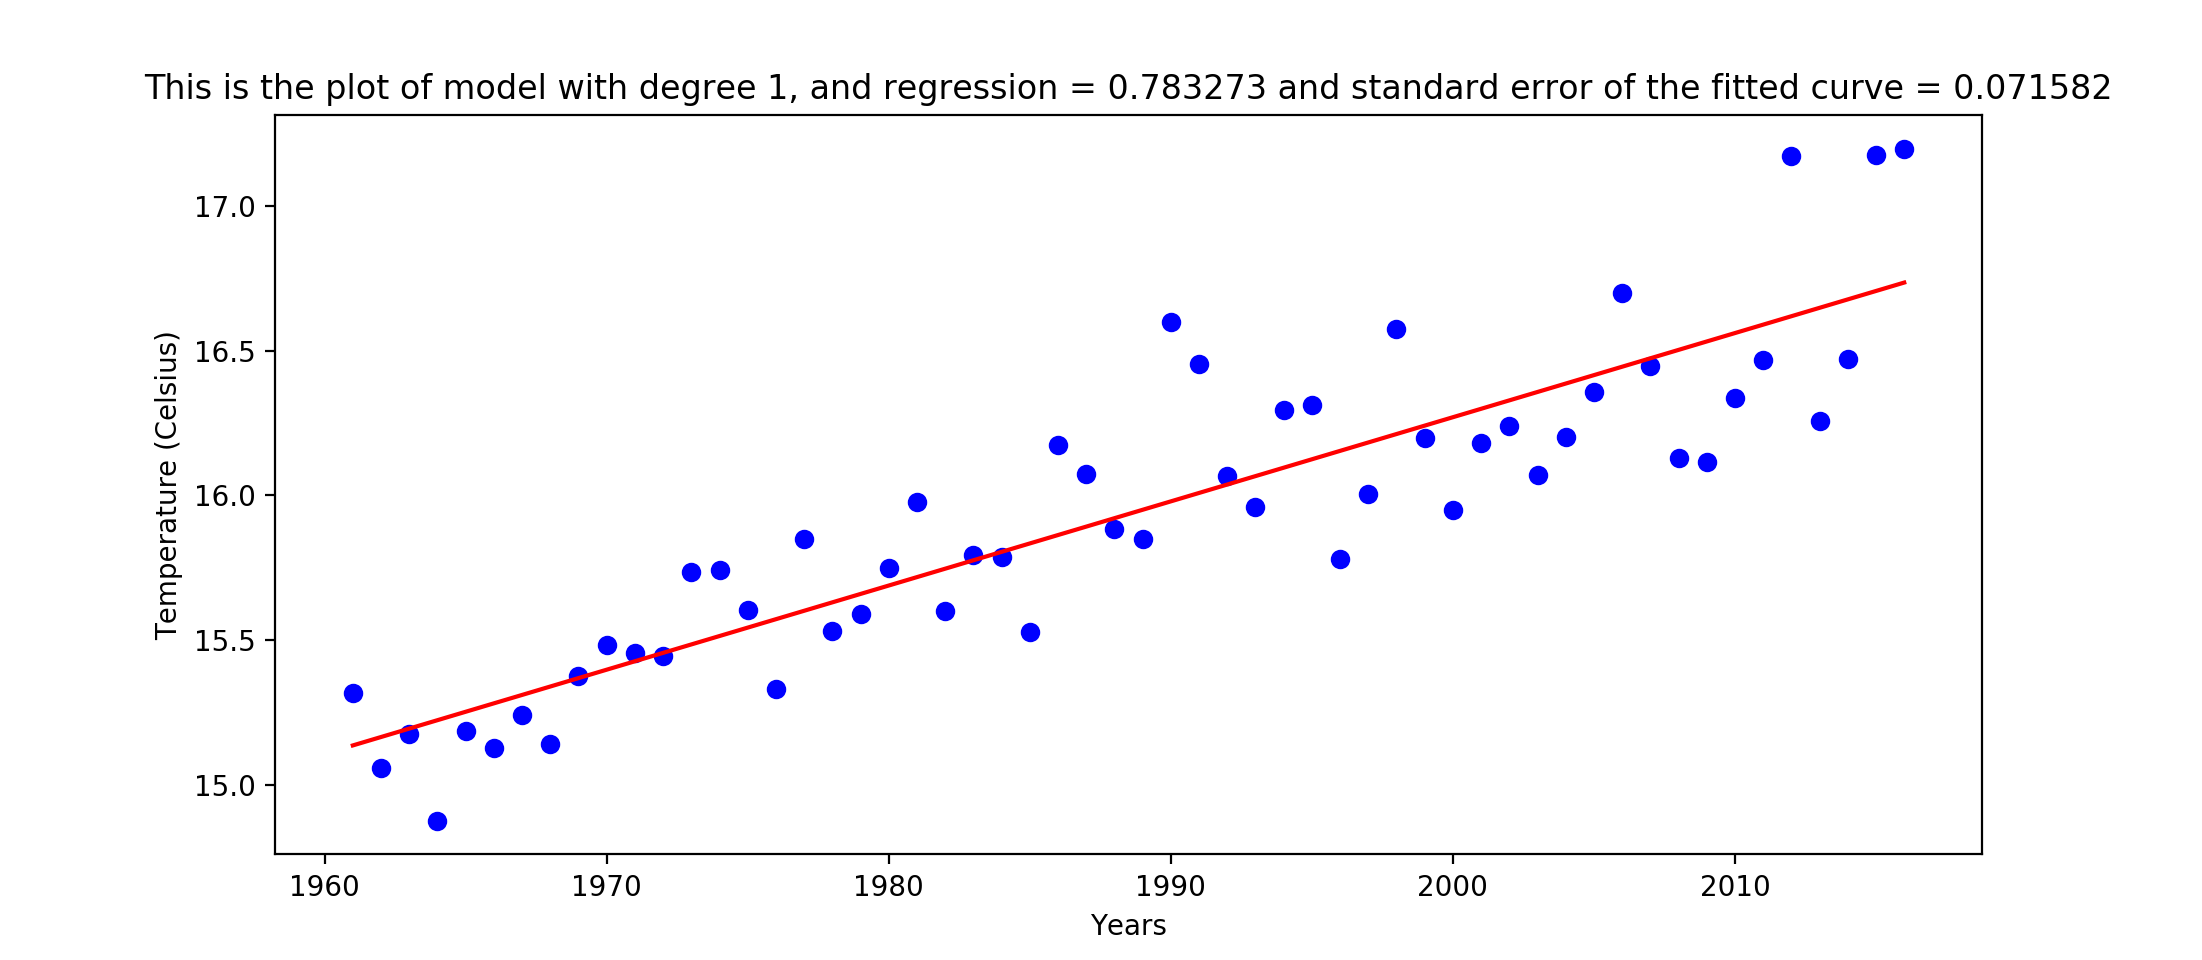 This is the plot of model with degree 1, and regression = 0.783273 and standard error of the fitted curve = 0.071582
17.0
16.5
16.0
15.5
15.0
Temperature (Celsius)
1960 1970 1980 1990 2000 2010
Years